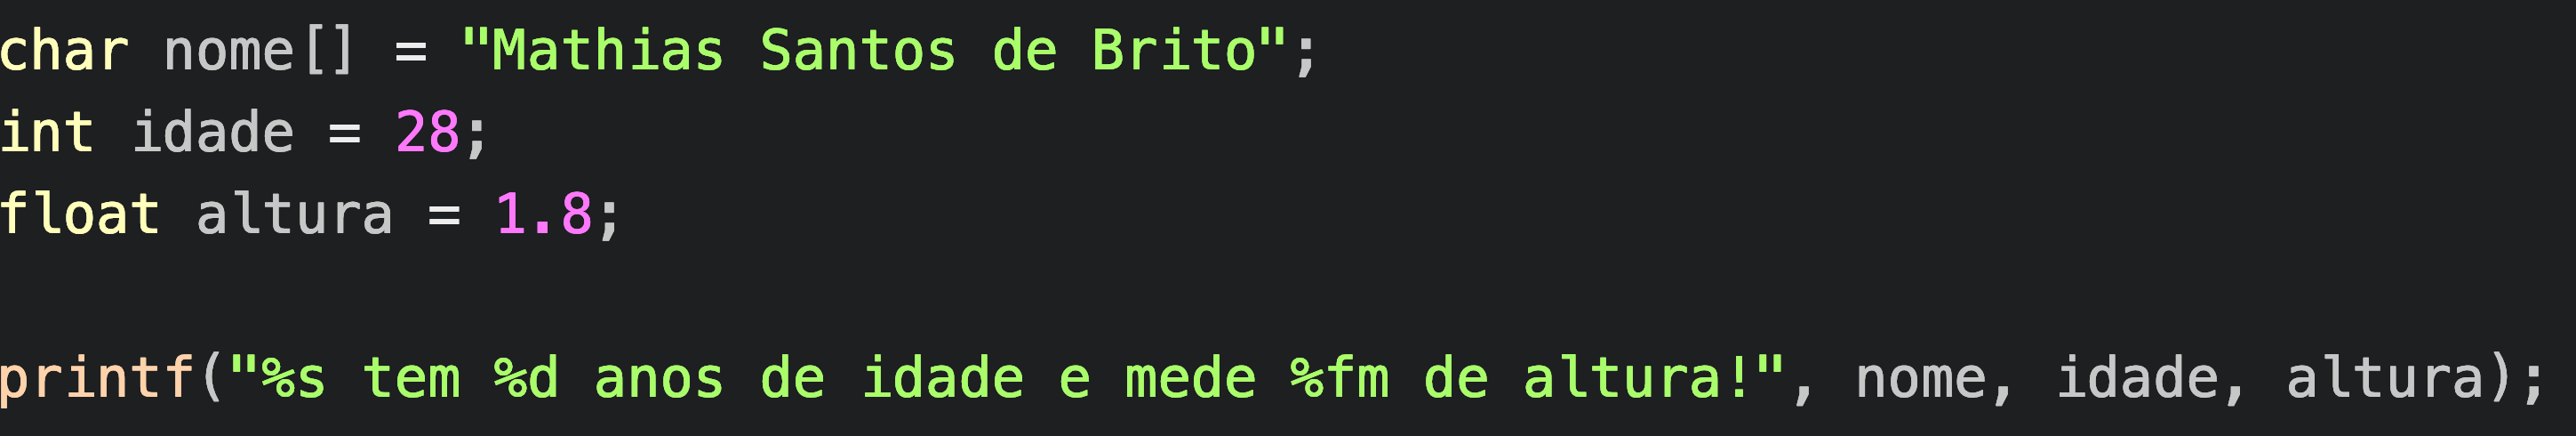 char nome[] = "Mathias Santos de Brito";
int idade = 28;
float altura = 1.8;
printf("%s tem %d anos de idade e mede %fm de altura!", nome, idade, altura);